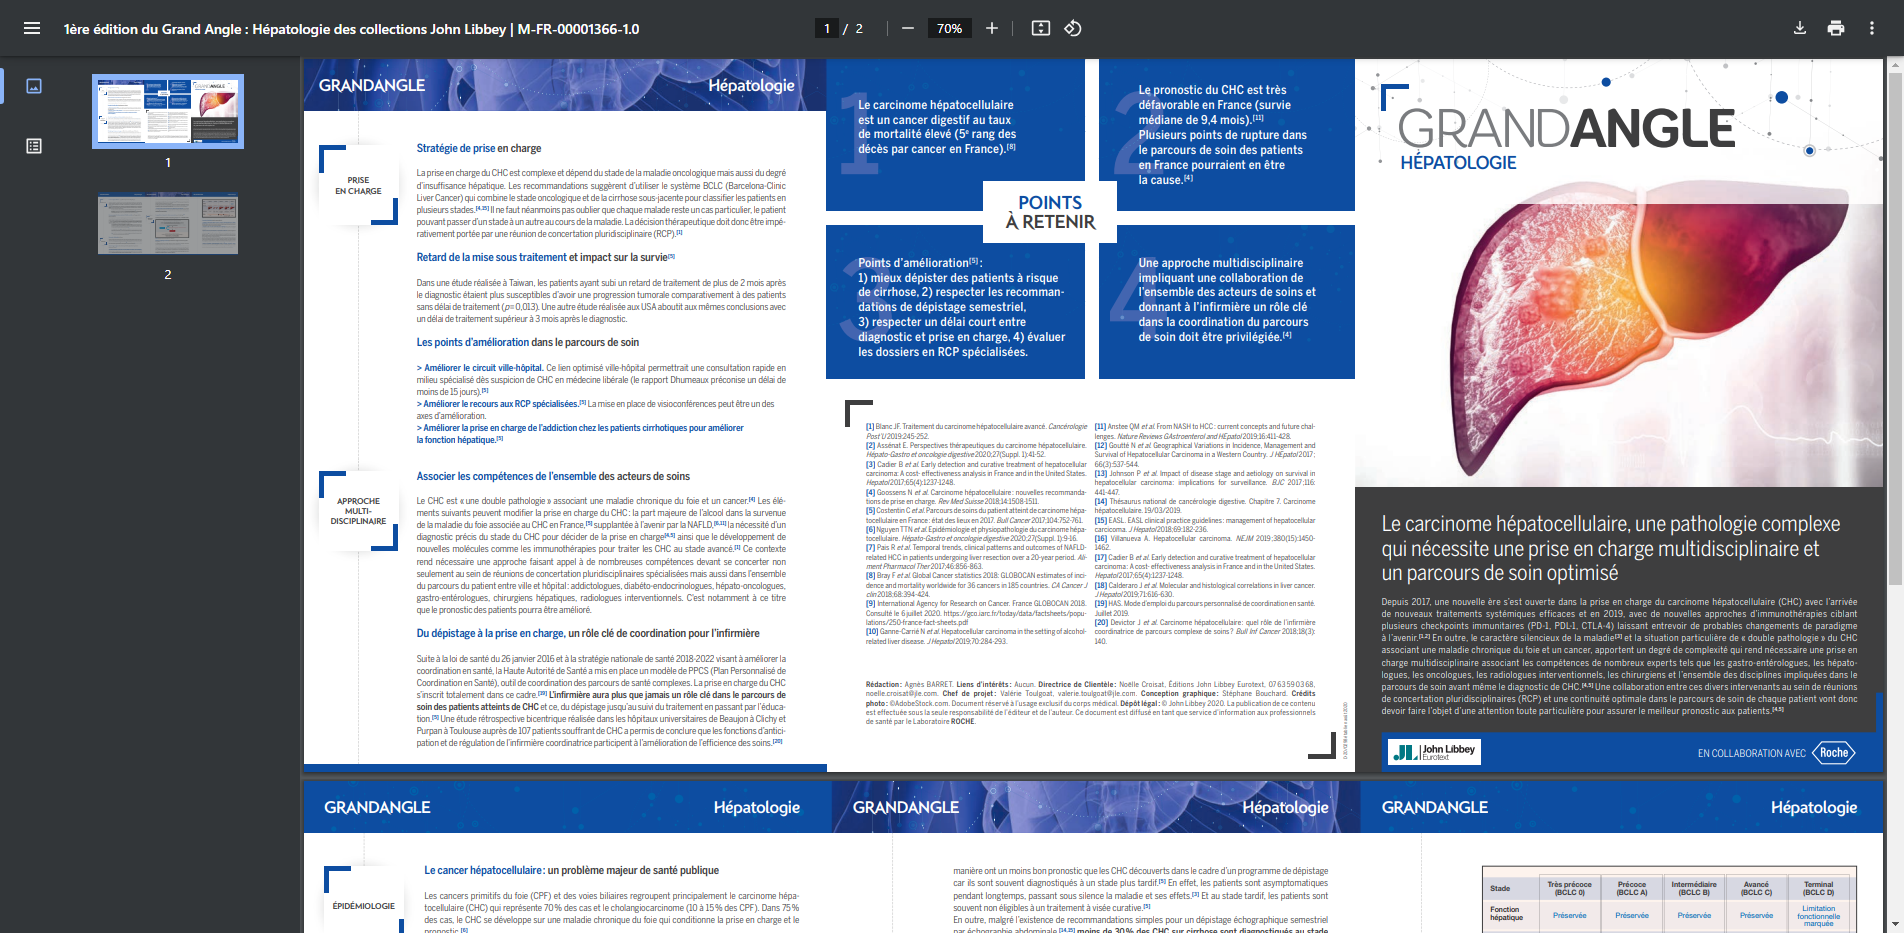 1ère édition du Grand Angle : Hépatologie des collections John Libbey | M-FR-00001366-1.0
1 / 2
70%
1
2
GRANDANGLE
Hépatologie
PRISE
EN CHARGE
Stratégie de prise en charge
La prise en charge du CHC est complexe et dépend du stade de la maladie oncologique mais aussi du degré
d'insuffisance hépatique. Les recommandations suggèrent d'utiliser le système BCLC (Barcelona-Clinic
Liver Cancer) qui combine le stade oncologique et de la cirrhose sous-jacente pour classifier les patients en
plusieurs stades.[4,15] Il ne faut néanmoins pas oublier que chaque malade reste un cas particulier, le patient
pouvant passer d'un stade à un autre au cours de la maladie. La décision thérapeutique doit donc être impé-
rativement portée par une réunion de concertation pluridisciplinaire (RCP).[1]
Retard de la mise sous traitement et impact sur la survie[5]
Dans une étude réalisée à Taiwan, les patients ayant subi un retard de traitement de plus de 2 mois après
le diagnostic étaient plus susceptibles d'avoir une progression tumorale comparativement à des patients
sans délai de traitement (p=0,013). Une autre étude réalisée aux USA aboutit aux mêmes conclusions avec
un délai de traitement supérieur à 3 mois après le diagnostic.
Les points d'amélioration dans le parcours de soin
> Améliorer le circuit ville-hôpital. Ce lien optimisé ville-hôpital permettrait une consultation rapide en
milieu spécialisé dès suspicion de CHC en médecine libérale (le rapport Dhumeaux préconise un délai de
moins de 15 jours).[5]
> Améliorer le recours aux RCP spécialisées.[5] La mise en place de visioconférences peut être un des
axes d'amélioration.
> Améliorer la prise en charge de l'addiction chez les patients cirrhotiques pour améliorer
la fonction hépatique.[5]
APPROCHE
MULTI-
DISCIPLINAIRE
Associer les compétences de l'ensemble des acteurs de soins
Le CHC est « une double pathologie » associant une maladie chronique du foie et un cancer.[4] Les élé-
ments suivants peuvent modifier la prise en charge du CHC : la part majeure de l'alcool dans la survenue
de la maladie du foie associée au CHC en France,[5] supplantée à l'avenir par la NAFLD,[6,11] la nécessité d'un
diagnostic précis du stade du CHC pour décider de la prise en charge[4,5] ainsi que le développement de
nouvelles molécules comme les immunothérapies pour traiter les CHC au stade avancé.[1] Ce contexte
rend nécessaire une approche faisant appel à de nombreuses compétences devant se concerter non
seulement au sein de réunions de concertation pluridisciplinaires spécialisées mais aussi dans l'ensemble
du parcours du patient entre ville et hôpital : addictologues, diabéto-endocrinologues, hépato-oncologues,
gastro-entérologues, chirurgiens hépatiques, radiologues interventionnels. C'est notamment à ce titre
que le pronostic des patients pourra être amélioré.
Du dépistage à la prise en charge, un rôle clé de coordination pour l'infirmière
Suite à la loi de santé du 26 janvier 2016 et à la stratégie nationale de santé 2018-2022 visant à améliorer la
coordination en santé, la Haute Autorité de Santé a mis en place un modèle de PPCS (Plan Personnalisé de
Coordination en Santé), outil de coordination des parcours de santé complexes. La prise en charge du CHC
s'inscrit totalement dans ce cadre.[19] L'infirmière aura plus que jamais un rôle clé dans le parcours de
soin des patients atteints de CHC et ce, du dépistage jusqu'au suivi du traitement en passant par l'éduca-
tion.[5] Une étude rétrospective bicentrique réalisée dans les hôpitaux universitaires de Beaujon à Clichy et
Purpan à Toulouse auprès de 107 patients souffrant de CHC a permis de conclure que les fonctions d'antici-
pation et de régulation de l'infirmière coordinatrice participent à l'amélioration de l'efficience des soins.[20]
1
Le carcinome hépatocellulaire
est un cancer digestif au taux
de mortalité élevé (5e rang des
décès par cancer en France).[8]
2
Le pronostic du CHC est très
défavorable en France (survie
médiane de 9,4 mois).[11]
Plusieurs points de rupture dans
le parcours de soin des patients
en France pourraient en être
la cause.[4]
POINTS
À RETENIR
3
Points d'amélioration[5] :
1) mieux dépister des patients à risque
de cirrhose, 2) respecter les recomman-
dations de dépistage semestriel,
3) respecter un délai court entre
diagnostic et prise en charge, 4) évaluer
les dossiers en RCP spécialisées.
4
Une approche multidisciplinaire
impliquant une collaboration de
l'ensemble des acteurs de soins et
donnant à l'infirmière un rôle clé
dans la coordination du parcours
de soin doit être privilégiée.[4]
[1] Blanc JF. Traitement du carcinome hépatocellulaire avancé. Cancérologie
Post'U 2019:245-252.
[2] Assénat E. Perspectives thérapeutiques du carcinome hépatocellulaire.
Hépato-Gastro et oncologie digestive 2020;27(Suppl. 1):41-52.
[3] Cadier B et al. Early detection and curative treatment of hepatocellular
carcinoma: A cost-effectiveness analysis in France and in the United States.
Hepatol 2017;65(4):1237-1248.
[4] Goossens N et al. Carcinome hépatocellulaire : nouvelles recommanda-
tions de prise en charge. Rev Med Suisse 2018;14:1508-1511.
[5] Costentin C et al. Parcours de soins du patient atteint de carcinome hépa-
tocellulaire en France : état des lieux en 2017. Bull Cancer 2017;104:752-761.
[6] Nguyen TTN et al. Epidémiologie et physiopathologie du carcinome hépa-
tocellulaire. Hépato-Gastro et oncologie digestive 2020;27(Suppl. 1):9-16.
[7] Pais R et al. Temporal trends, clinical patterns and outcomes of NAFLD-
related HCC in patients undergoing liver resection over a 20-year period. Ali-
ment Pharmacol Ther 2017;46:856-863.
[8] Bray F et al. Global Cancer statistics 2018: GLOBOCAN estimates of inci-
dence and mortality worldwide for 36 cancers in 185 countries. CA Cancer J
clin 2018;68:394-424.
[9] International Agency for Research on Cancer. France GLOBOCAN 2018.
Consulté le 6 juillet 2020. https://gco.iarc.fr/today/data/factsheets/popu-
lations/250-france-fact-sheets.pdf
[10] Ganne-Carrié N et al. Hepatocellular carcinoma in the setting of alcohol-
related liver disease. J Hepatol 2019;70:284-293.
[11] Anstee QM et al. From NASH to HCC : current concepts and future chal-
lenges. Nature Reviews GAstroenterol and HEpatol 2019;16:411-428.
[12] Goutté N et al. Geographical Variations in Incidence, Management and
Survival of Hepatocellular Carcinoma in a Western Country. J HEpatol 2017;
66(3):537-544.
[13] Johnson P et al. Impact of disease stage and aetiology on survival in
hepatocellular carcinoma: implications for surveillance. BJC 2017;116:
441-447.
[14] Thésaurus national de cancérologie digestive. Chapitre 7. Carcinome
hépatocellulaire. 19/03/2019.
[15] EASL. EASL clinical practice guidelines : management of hepatocellular
carcicoma. J Hepatol 2018;69:182-236.
[16] Villanueva A. Hepatocellular carcinoma. NEJM 2019;380(15):1450-
1462.
[17] Cadier B et al. Early detection and curative treatment of hepatocellular
carcinoma: A cost-effectiveness analysis in France and in the United States.
Hepatol 2017;65(4):1237-1248.
[18] Calderaro J et al. Molecular and histological correlations in liver cancer.
J Hepatol 2019;71:616-630.
[19] HAS. Mode d'emploi du parcours personnalisé de coordination en santé.
Juillet 2019.
[20] Devictor J et al. Carcinome hépatocellulaire: quel rôle de l'infirmière
coordinatrice de parcours complexe de soins ? Bull Inf Cancer 2018;18(3):
140.
Rédaction : Agnès BARRET. Liens d'intérêts : Aucun. Directrice de Clientèle : Noëlle Croisat, Éditions John Libbey Eurotext, 07 63 59 03 68,
noelle.croisat@jle.com. Chef de projet : Valérie Toulgoat, valerie.toulgoat@jle.com. Conception graphique : Stéphane Bouchard. Crédits
photo : ©AdobeStock.com. Document réservé à l'usage exclusif du corps médical. Dépôt légal : © John Libbey 2020. La publication de ce contenu
est effectuée sous la seule responsabilité de l'éditeur et de l'auteur. Ce document est diffusé en tant que service d'information aux professionnels
de santé par le Laboratoire ROCHE.
GRANDANGLE
HÉPATOLOGIE
Le carcinome hépatocellulaire, une pathologie complexe
qui nécessite une prise en charge multidisciplinaire et
un parcours de soin optimisé
Depuis 2017, une nouvelle ère s'est ouverte dans la prise en charge du carcinome hépatocellulaire (CHC) avec l'arrivée
de nouveaux traitements systémiques efficaces et en 2019, avec de nouvelles approches d'immunothérapies ciblant
plusieurs checkpoints immunitaires (PD-1, PDL-1, CTLA-4) laissant entrevoir de probables changements de paradigme
à l'avenir.[1,2] En outre, le caractère silencieux de la maladie[3] et la situation particulière de « double pathologie » du CHC
associant une maladie chronique du foie et un cancer, apportent un degré de complexité qui rend nécessaire une prise en
charge multidisciplinaire associant les compétences de nombreux experts tels que les gastro-entérologues, les hépato-
logues, les oncologues, les radiologues interventionnels, les chirurgiens et l'ensemble des disciplines impliquées dans le
parcours de soin avant même le diagnostic de CHC.[4,5] Une collaboration entre ces divers intervenants au sein de réunions
de concertation pluridisciplinaires (RCP) et une continuité optimale dans le parcours de soin de chaque patient vont donc
devoir faire l'objet d'une attention toute particulière pour assurer le meilleur pronostic aux patients.[4,5]
JL John Libbey
Eurotext
EN COLLABORATION AVEC
Roche
GRANDANGLE
Hépatologie
GRANDANGLE
Hépatologie
GRANDANGLE
Hépatologie
ÉPIDÉMIOLOGIE
Le cancer hépatocellulaire : un problème majeur de santé publique
Les cancers primitifs du foie (CPF) et des voies biliaires regroupent principalement le carcinome hépa-
tocellulaire (CHC) qui représente 70 % des cas et le cholangiocarcinome (10 à 15 % des CPF). Dans 75 %
des cas, le CHC se développe sur une maladie chronique du foie qui conditionne la prise en charge et le
pronostic.[6]
manière ont un moins bon pronostic que les CHC découverts dans le cadre d'un programme de dépistage
car ils sont souvent diagnostiqués à un stade plus tardif.[5] En effet, les patients sont asymptomatiques
pendant longtemps, passant sous silence la maladie et ses effets.[3] Et au stade tardif, les patients sont
souvent non éligibles à un traitement à visée curative.[5]
En outre, malgré l'existence de recommandations simples pour un dépistage échographique semestriel
par échographie abdominale,[14,15] moins de 30 % des CHC sur cirrhose sont diagnostiqués au stade
Stade
Très précoce
(BCLC 0)
Précoce
(BCLC A)
Intermédiaire
(BCLC B)
Avancé
(BCLC C)
Terminal
(BCLC D)
Fonction
hépatique
Préservée
Préservée
Préservée
Préservée
Limitation
fonctionnelle
marquée